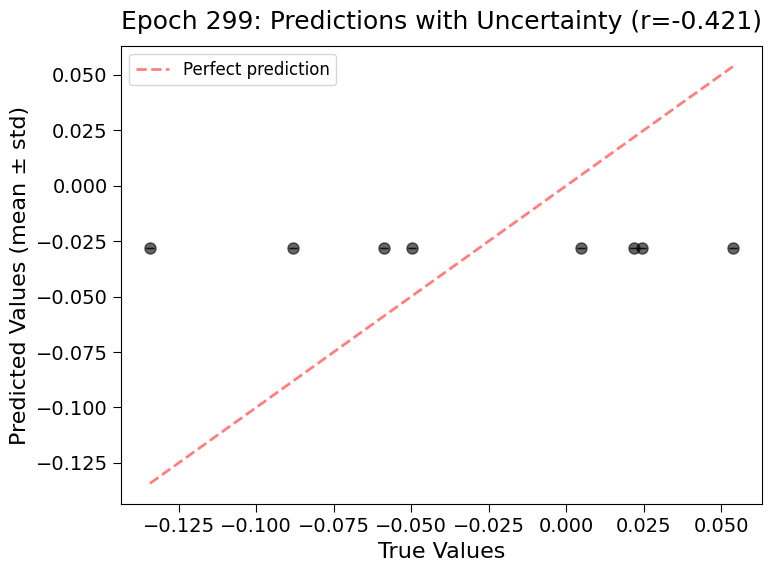 Epoch 299: Predictions with Uncertainty (r=-0.421)
Perfect prediction
Predicted Values (mean ± std)
0.050
0.025
0.000
−0.025
−0.050
−0.075
−0.100
−0.125
−0.125 −0.100 −0.075 −0.050 −0.025 0.000 0.025 0.050
True Values